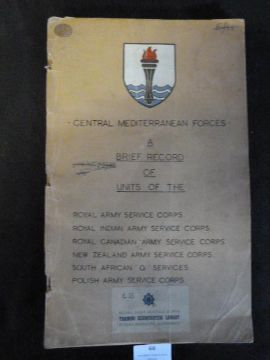 - CENTRAL MEDITERRANEAN FORCES -
A
BRIEF RECORD
OF
UNITS OF THE
ROYAL ARMY SERVICE CORPS.
ROYAL INDIAN ARMY SERVICE CORPS.
ROYAL CANADIAN ARMY SERVICE CORPS.
NEW ZEALAND ARMY SERVICE CORPS.
SOUTH AFRICAN "Q" SERVICES.
POLISH ARMY SERVICE CORPS.